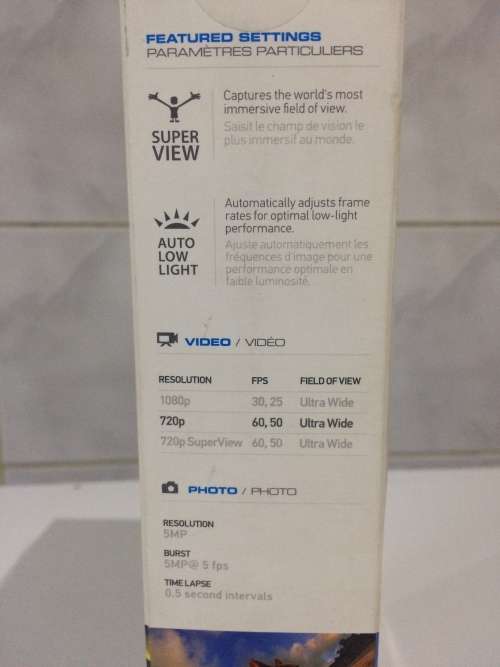 FEATURED SETTINGS
PARAMÈTRES PARTICULIERS
SUPER
VIEW
Captures the world's most
immersive field of view.
Saisit le champ de vision le
plus immersif au monde.
AUTO
LOW
LIGHT
Automatically adjusts frame
rates for optimal low-light
performance.
Ajuste automatiquement les
fréquences d'image pour une
performance optimale en
faible luminosité.
VIDEO / VIDÉO
RESOLUTION FPS FIELD OF VIEW
1080p 30, 25 Ultra Wide
720p 60, 50 Ultra Wide
720p SuperView 60, 50 Ultra Wide
PHOTO / PHOTO
RESOLUTION
5MP
BURST
5MP@ 5 fps
TIME LAPSE
0.5 second intervals